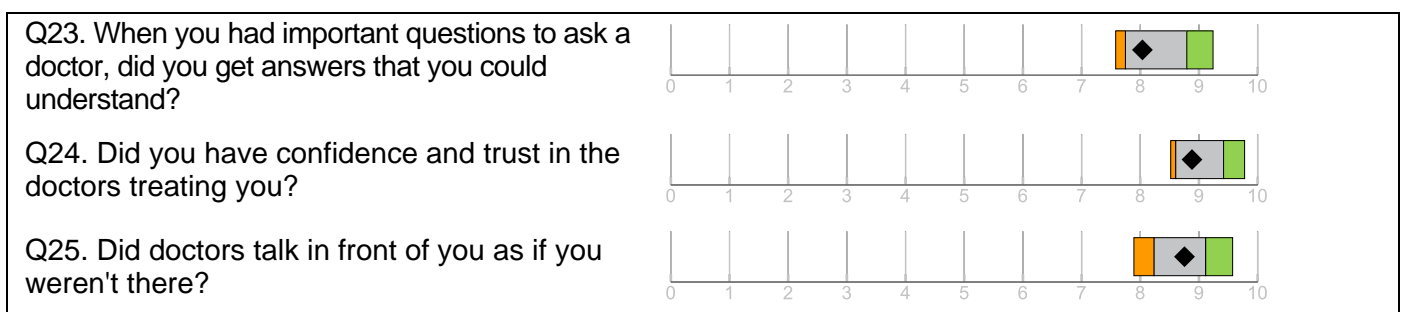 Q23. When you had important questions to ask a
doctor, did you get answers that you could
understand?
0 1 2 3 4 5 6 7 8 9 10
Q24. Did you have confidence and trust in the
doctors treating you?
0 1 2 3 4 5 6 7 8 9 10
Q25. Did doctors talk in front of you as if you
weren't there?
0 1 2 3 4 5 6 7 8 9 10